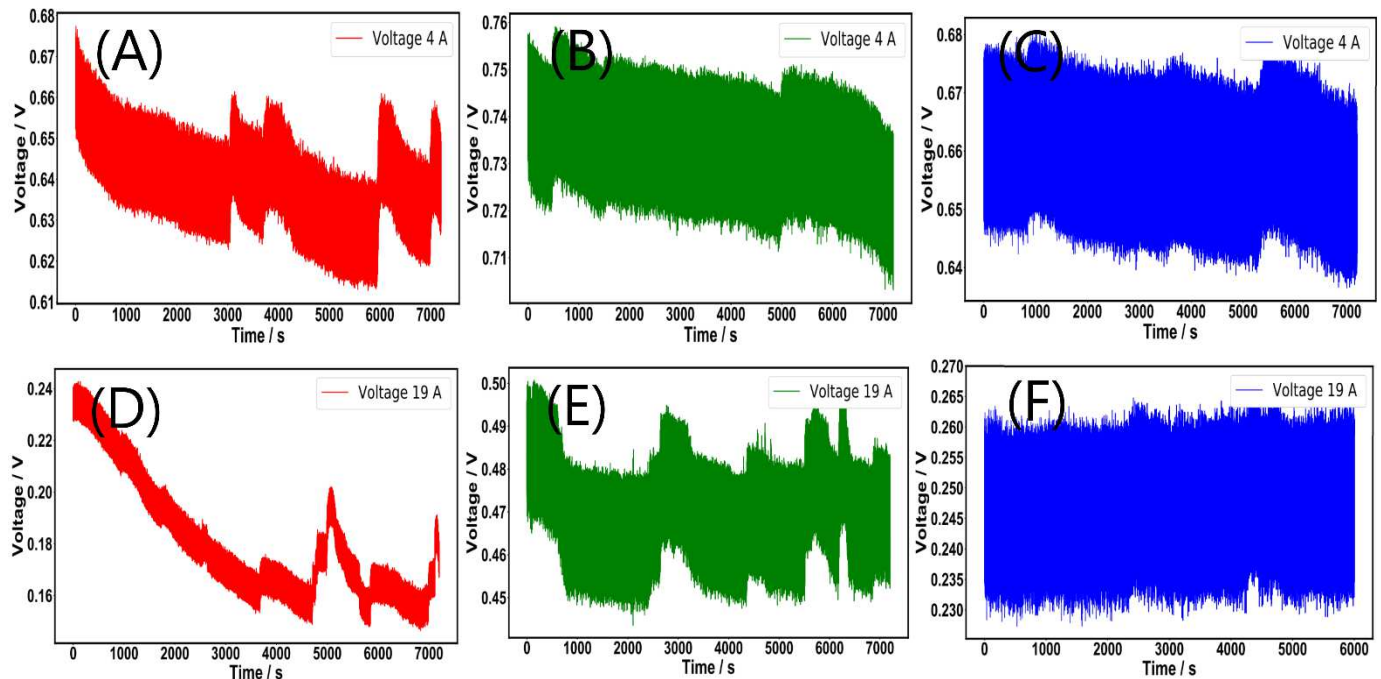 (A)
Voltage 4 A
0.68
0.67
0.66
0.65
0.64
0.63
0.62
0.61
Voltage / V
0 1000 2000 3000 4000 5000 6000 7000
Time / s
(B)
Voltage 4 A
0.76
0.75
0.74
0.73
0.72
0.71
Voltage / V
0 1000 2000 3000 4000 5000 6000 7000
Time / s
(C)
Voltage 4 A
0.68
0.67
0.66
0.65
0.64
Voltage / V
0 1000 2000 3000 4000 5000 6000 7000
Time / s
(D)
Voltage 19 A
0.24
0.22
0.20
0.18
0.16
Voltage / V
0 1000 2000 3000 4000 5000 6000 7000
Time / s
(E)
Voltage 19 A
0.50
0.49
0.48
0.47
0.46
0.45
Voltage / V
0 1000 2000 3000 4000 5000 6000 7000
Time / s
(F)
Voltage 19 A
0.270
0.265
0.260
0.255
0.250
0.245
0.240
0.235
0.230
Voltage / V
0 1000 2000 3000 4000 5000 6000
Time / s